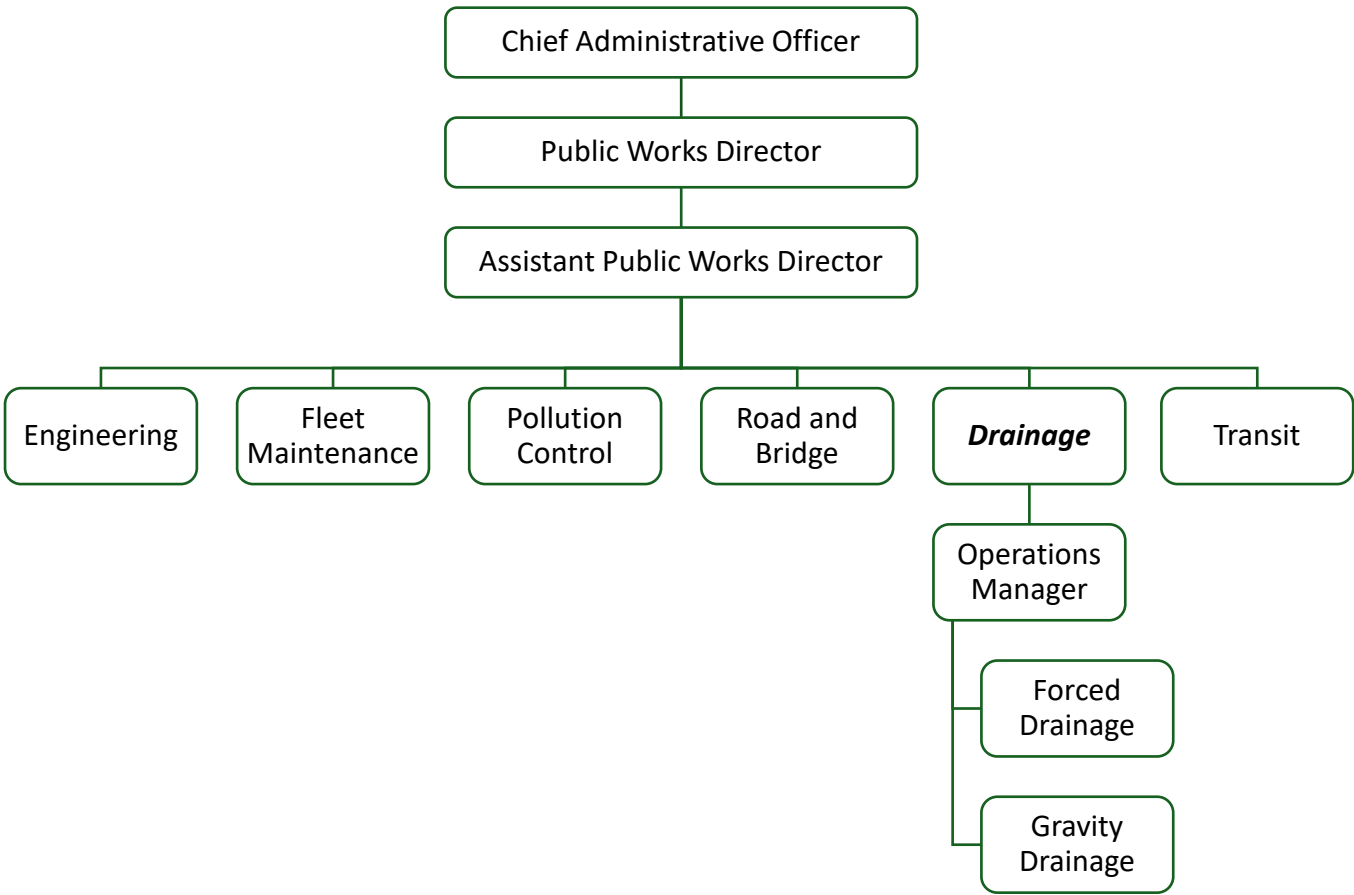 Chief Administrative Officer
Public Works Director
Assistant Public Works Director
Engineering
Fleet
Maintenance
Pollution
Control
Road and
Bridge
Drainage
Transit
Operations
Manager
Forced
Drainage
Gravity
Drainage